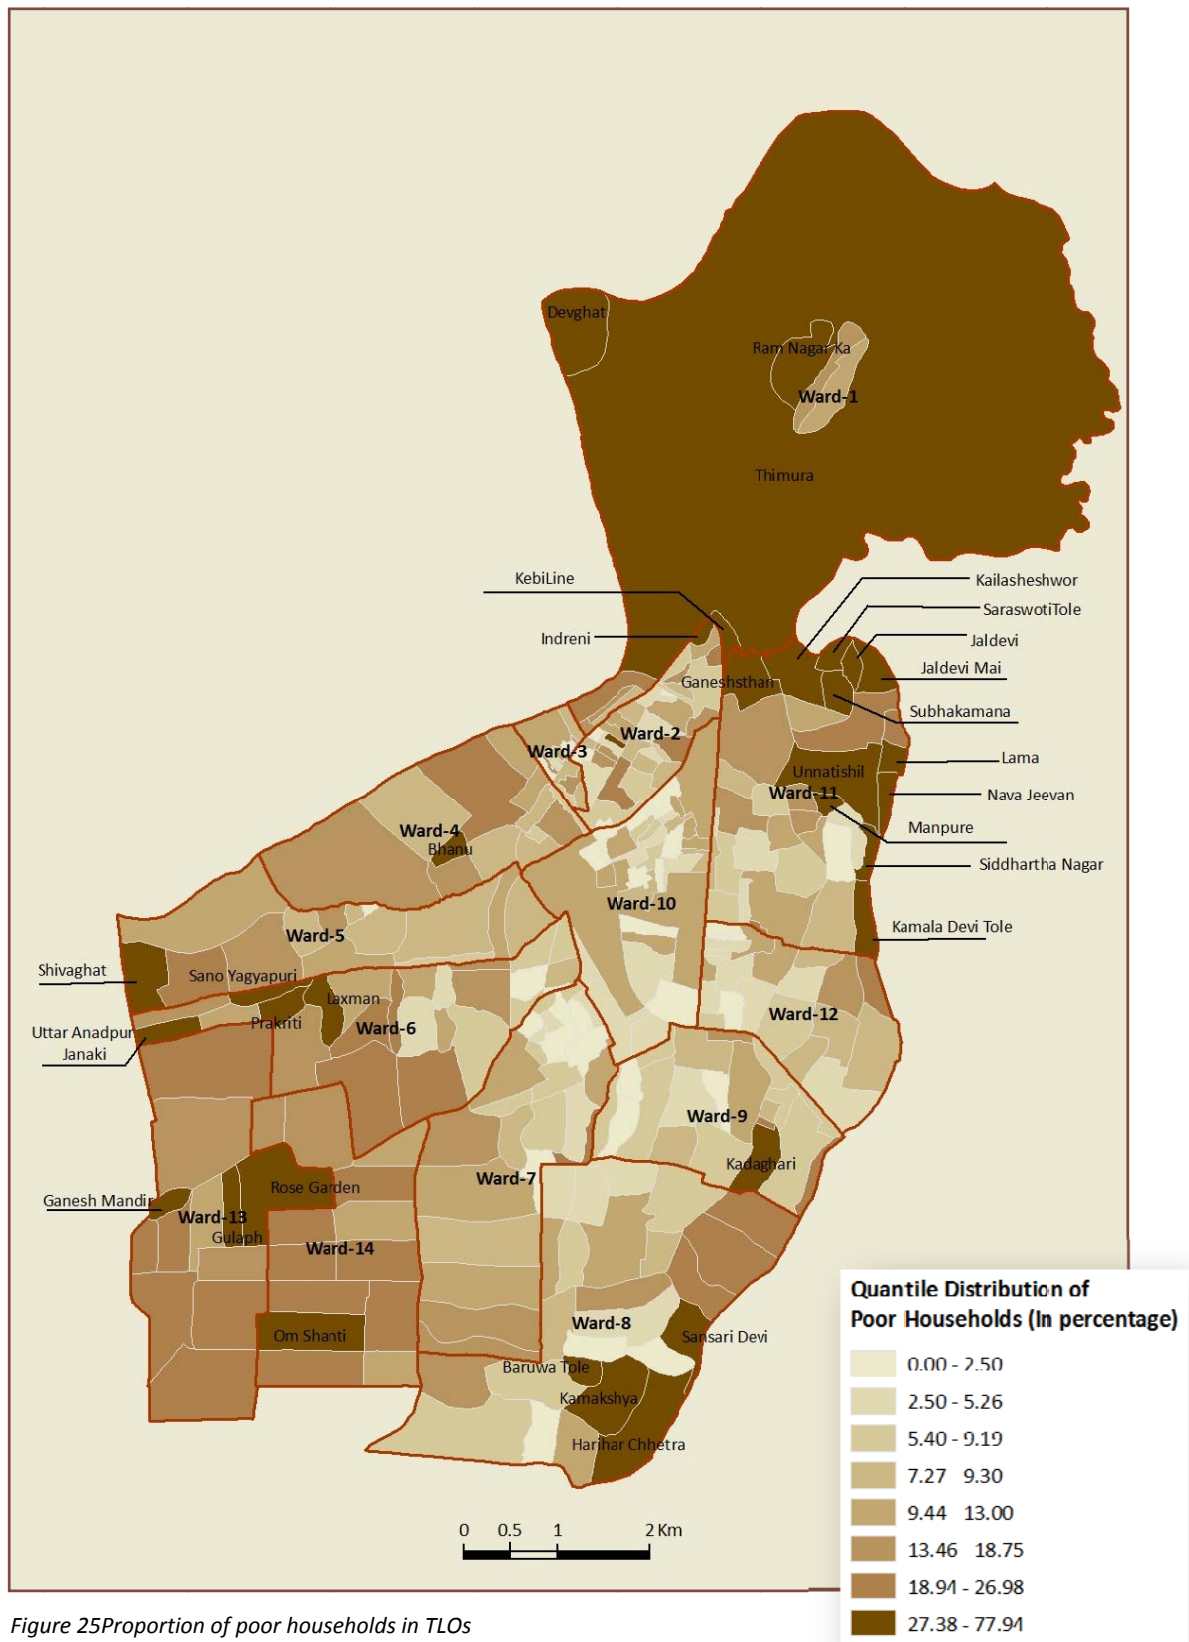 Devghat
Ram Nagar Ka
Ward-1
Thimura
KebiLine
Kailasheshwor
SaraswotiTole
Indreni
Jaldevi
Jaldevi Mai
Ganeshsthan
Subhakamana
Ward-2
Ward-3
Lama
Unnatishil
Ward-11
Nava Jeevan
Manpure
Ward-4
Bhanu
Siddhartha Nagar
Ward-10
Kamala Devi Tole
Ward-5
Shivaghat
Sano Yagyapuri
Laxman
Prakriti
Ward-6
Ward-12
Uttar Anadpur
Janaki
Ward-9
Kadaghari
Ward-7
Rose Garden
Ganesh Mandir
Ward-13
Gulaph
Ward-14
Om Shanti
Ward-8
Sansari Devi
Baruwa Tole
Kamakshya
Harihar Chhetra
Quantile Distribution of
Poor Households (In percentage)
0.00 - 2.50
2.50 - 5.26
5.40 - 9.19
7.27 9.30
9.44 13.00
13.46 18.75
18.94 - 26.98
27.38 - 77.94
0 0.5 1 2 Km
Figure 25Proportion of poor households in TLOs